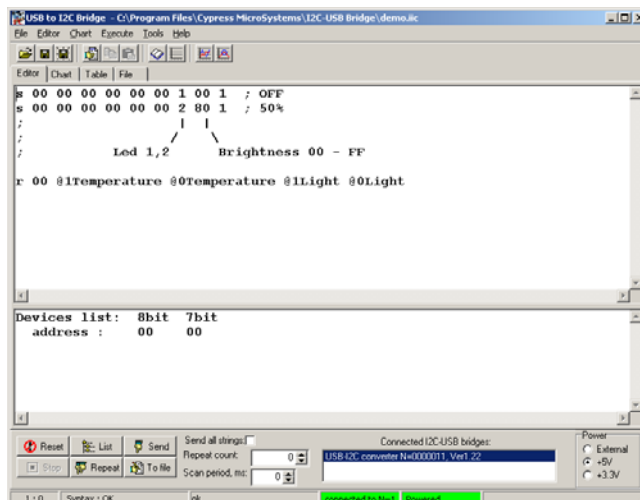 USB to I2C Bridge - C:\Program Files\Cypress MicroSystems\I2C-USB Bridge\demo.iic
File Editor Chart Execute Tools Help
Editor Chart Table File
s 00 00 00 00 00 00 1 00 1 ; OFF
s 00 00 00 00 00 00 2 80 1 ; 50%
; | |
; / \
; Led 1,2 Brightness 00 - FF
r 00 @1Temperature @0Temperature @1Light @0Light
Devices list: 8bit 7bit
address : 00 00
Reset List Send Send all strings:
Stop Repeat To file Repeat count: 0
Scan period, ms: 0
Connected I2C-USB bridges:
USB-I2C converter N=0000011, Ver1.22
Power
External
+5V
+3.3V
1 : 0 Syntax : OK ok connected to N=1 Powered